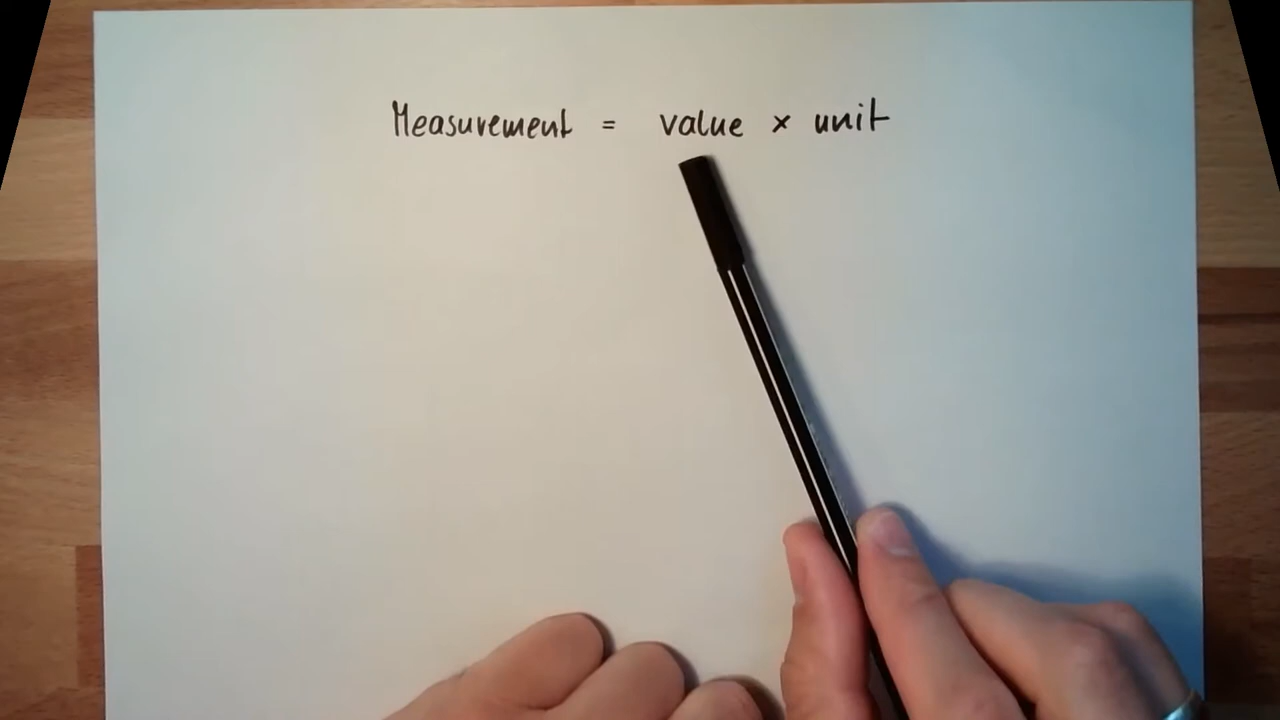 Measurement = value × unit